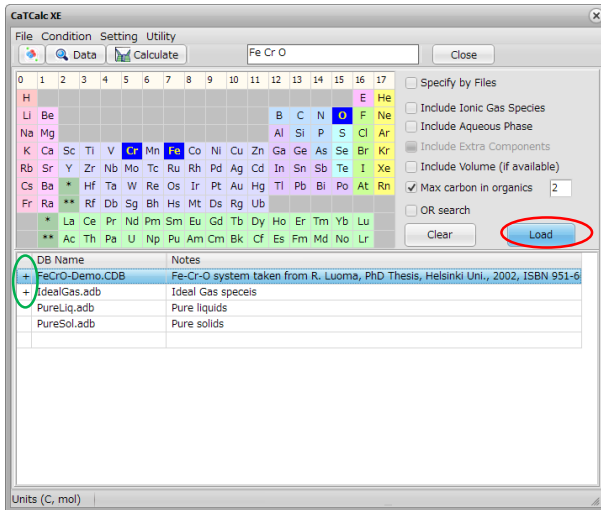 CaTCalc XE
File Condition Setting Utility
Data Calculate Fe Cr O Close
0 1 2 3 4 5 6 7 8 9 10 11 12 13 14 15 16 17
H E He
Li Be B C N O F Ne
Na Mg Al Si P S Cl Ar
K Ca Sc Ti V Cr Mn Fe Co Ni Cu Zn Ga Ge As Se Br Kr
Rb Sr Y Zr Nb Mo Tc Ru Rh Pd Ag Cd In Sn Sb Te I Xe
Cs Ba * Hf Ta W Re Os Ir Pt Au Hg Tl Pb Bi Po At Rn
Fr Ra ** Rf Db Sg Bh Hs Mt Ds Rg Ub
* La Ce Pr Nd Pm Sm Eu Gd Tb Dy Ho Er Tm Yb Lu
** Ac Th Pa U Np Pu Am Cm Bk Cf Es Fm Md No Lr
Specify by Files
Include Ionic Gas Species
Include Aqueous Phase
Include Extra Components
Include Volume (if available)
Max carbon in organics 2
OR search
Clear Load
DB Name Notes
+ FeCrO-Demo.CDB Fe-Cr-O system taken from R. Luoma, PhD Thesis, Helsinki Uni., 2002, ISBN 951-6
+ IdealGas.adb Ideal Gas speceis
PureLiq.adb Pure liquids
PureSol.adb Pure solids
Units (C, mol)